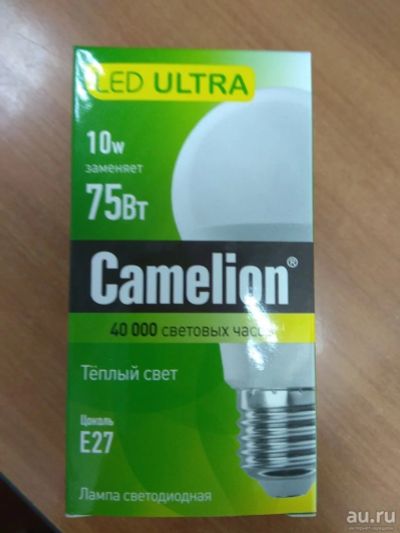 LED ULTRA
10w
заменяет
75Вт
Camelion®
40 000 световых часов
Тёплый свет
Цоколь
E27
Лампа светодиодная
au.ru